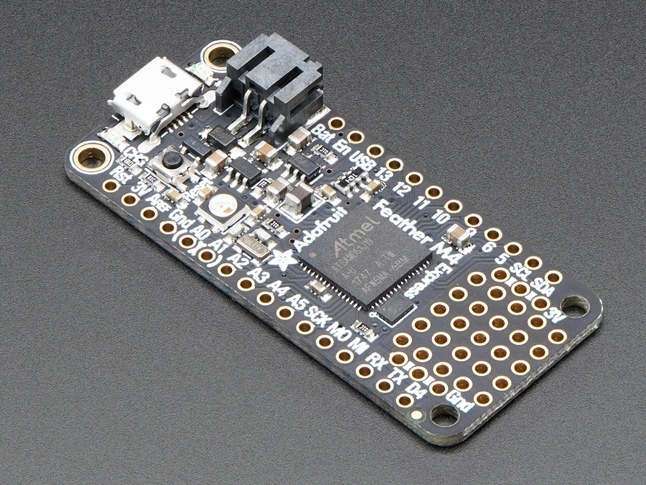 Bat
En
USB
13
12
11
10
9
6
5
SCL
SDA
3V
Rst
3V
Aref
Gnd
A0
A1
A2
A3
A4
A5
SCK
MO
MI
RX
TX
D4
Gnd
Adafruit
Feather M4
Express
Atmel